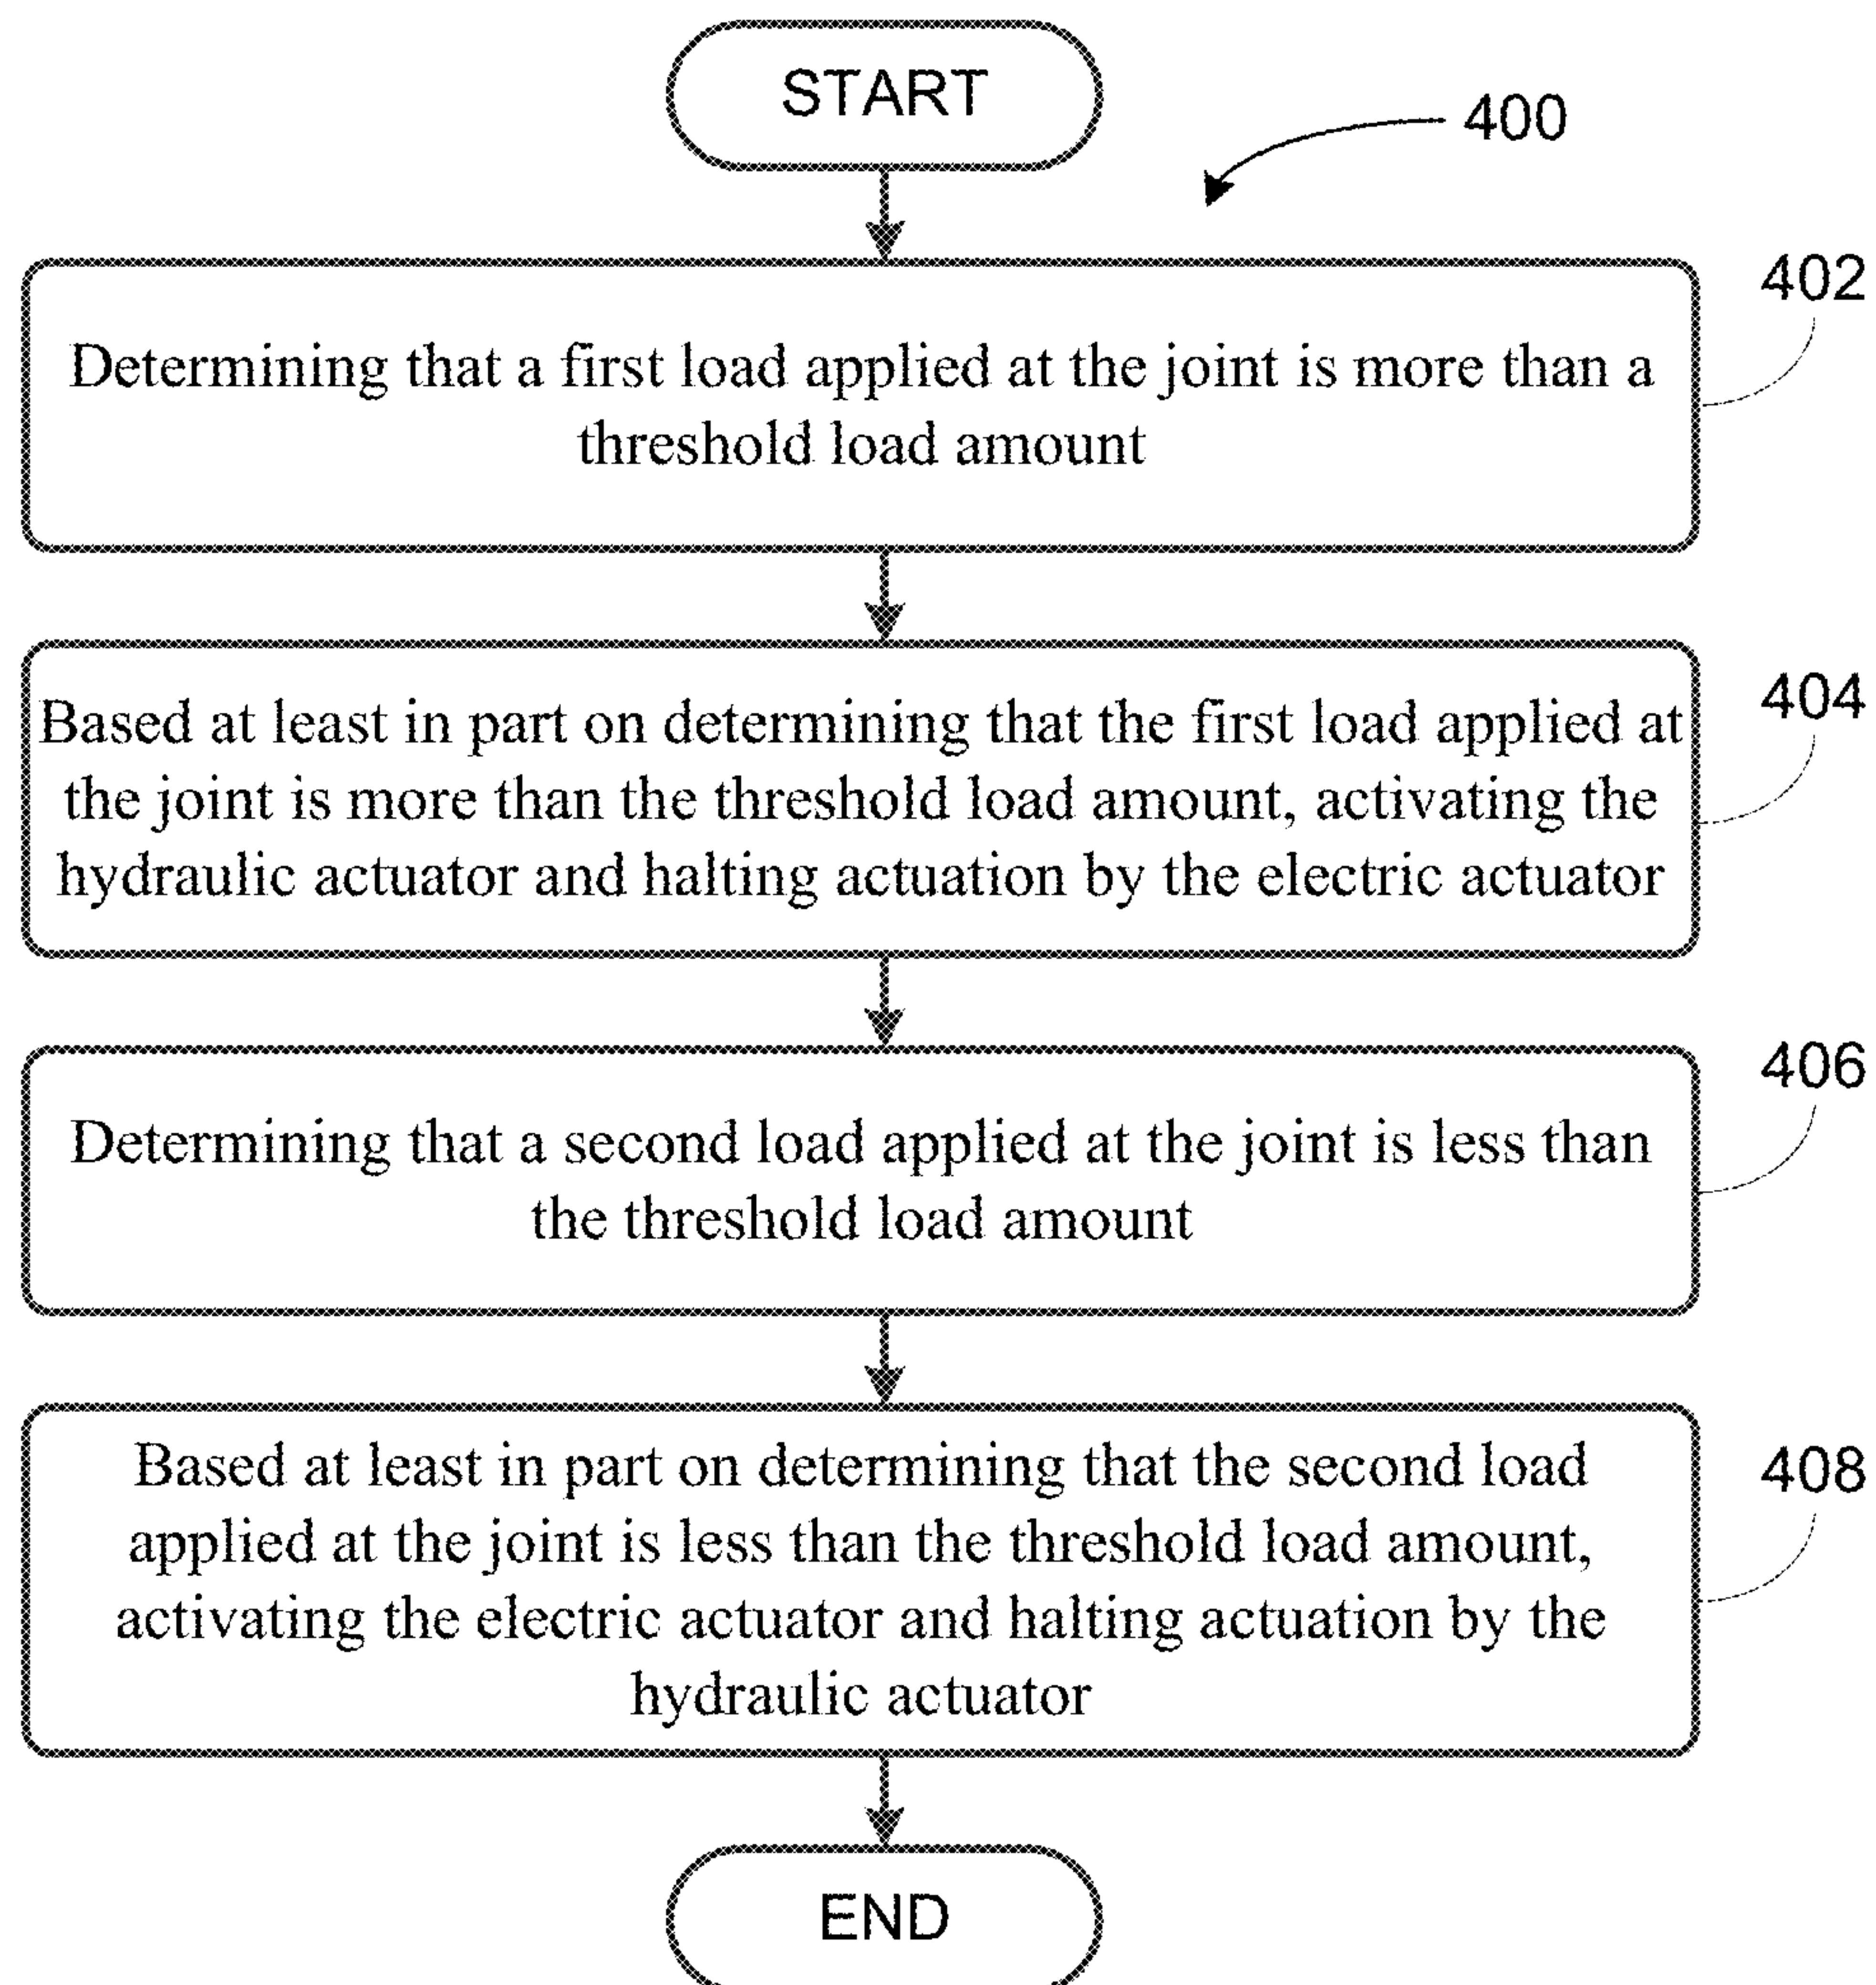 START
400
402
Determining that a first load applied at the joint is more than a
threshold load amount
404
Based at least in part on determining that the first load applied at
the joint is more than the threshold load amount, activating the
hydraulic actuator and halting actuation by the electric actuator
406
Determining that a second load applied at the joint is less than
the threshold load amount
408
Based at least in part on determining that the second load
applied at the joint is less than the threshold load amount,
activating the electric actuator and halting actuation by the
hydraulic actuator
END